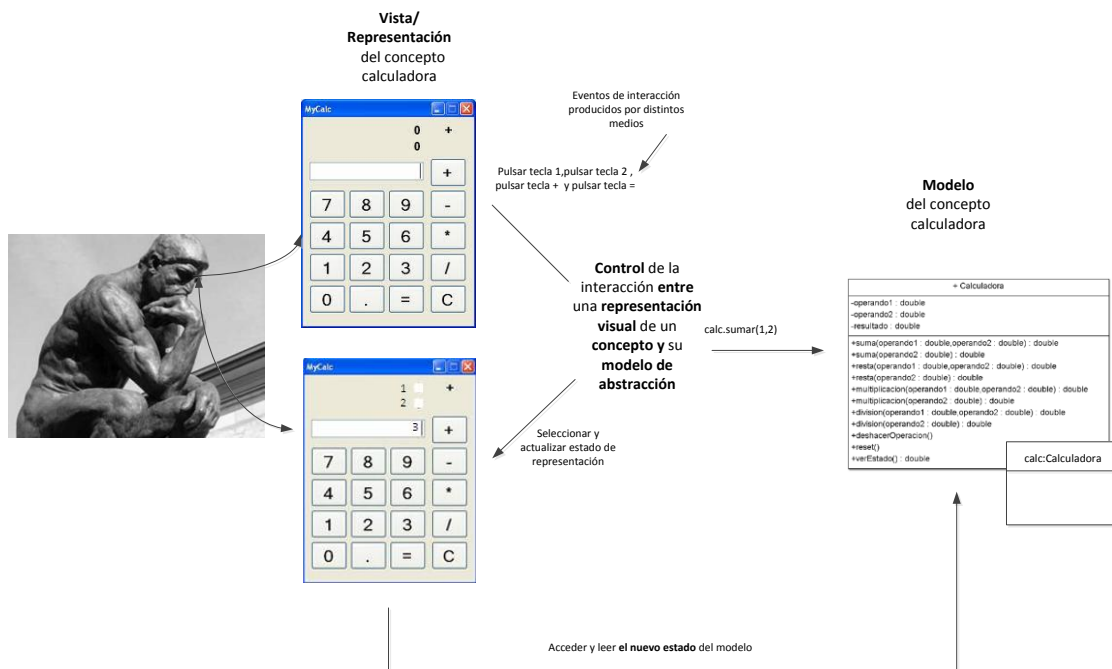 Vista/
Representación
del concepto
calculadora
MyCalc
0 +
0
+
7 8 9 -
4 5 6 *
1 2 3 /
0 . = C
MyCalc
1 +
2
3 +
7 8 9 -
4 5 6 *
1 2 3 /
0 . = C
Eventos de interacción
producidos por distintos
medios
Pulsar tecla 1,pulsar tecla 2 ,
pulsar tecla + y pulsar tecla =
Control de la
interacción entre
una representación
visual de un
concepto y su
modelo de
abstracción
Seleccionar y
actualizar estado de
representación
calc.sumar(1,2)
Modelo
del concepto
calculadora
+ Calculadora
-operando1 : double
-operando2 : double
-resultado : double
+suma(operando1 : double,operando2 : double) : double
+suma(operando2 : double) : double
+resta(operando1 : double,operando2 : double) : double
+resta(operando2 : double) : double
+multiplicacion(operando1 : double,operando2 : double) : double
+multiplicacion(operando2 : double) : double
+division(operando1 : double,operando2 : double) : double
+division(operando2 : double) : double
+deshacerOperacion()
+reset()
+verEstado() : double
calc:Calculadora
Acceder y leer el nuevo estado del modelo